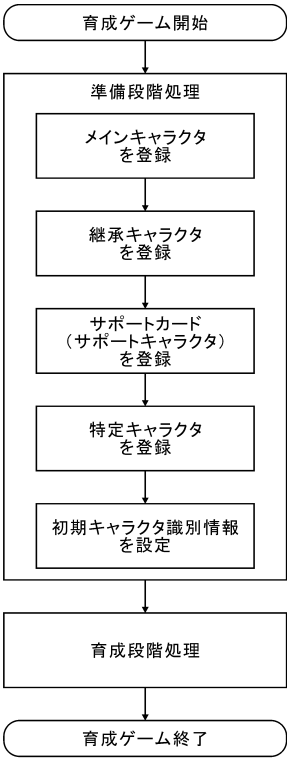 育成ゲーム開始
準備段階処理
メインキャラクタ
を登録
継承キャラクタ
を登録
サポートカード
（サポートキャラクタ）
を登録
特定キャラクタ
を登録
初期キャラクタ識別情報
を設定
育成段階処理
育成ゲーム終了